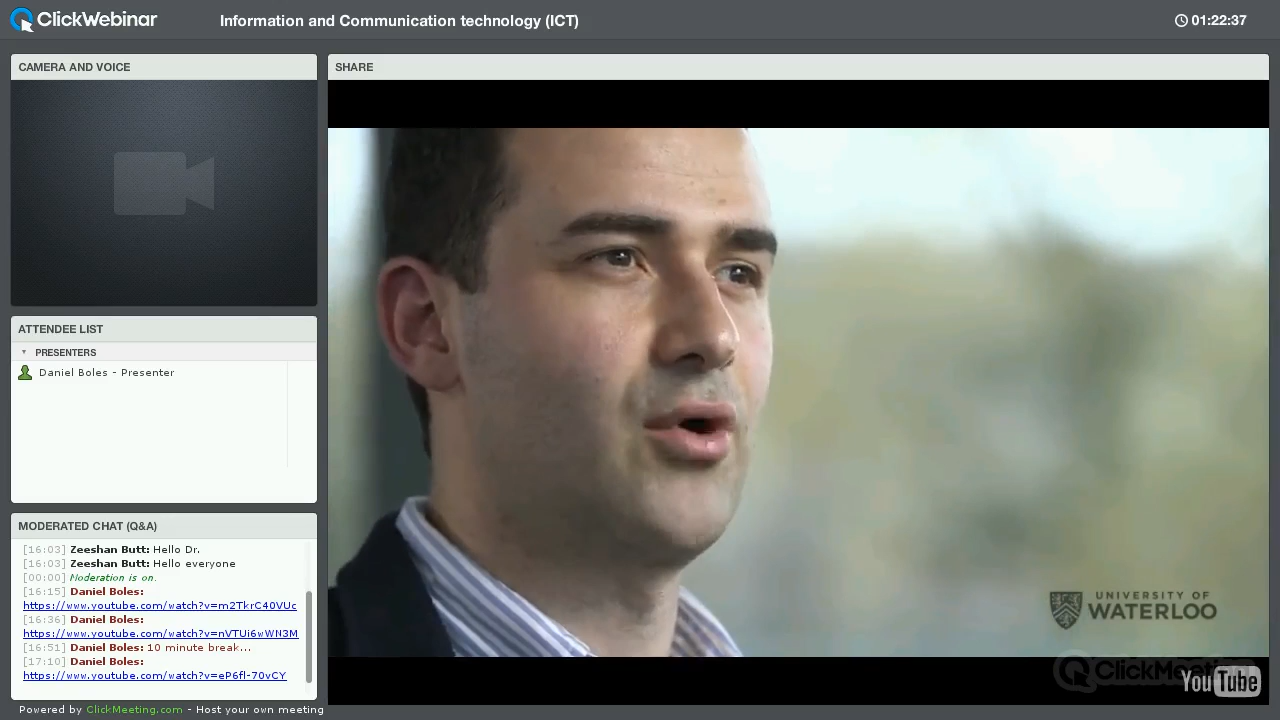 ClickWebinar
Information and Communication technology (ICT)
01:22:37
CAMERA AND VOICE
SHARE
ATTENDEE LIST
PRESENTERS
Daniel Boles - Presenter
MODERATED CHAT (Q&A)
[16:03] Zeeshan Butt: Hello Dr.
[16:03] Zeeshan Butt: Hello everyone
[00:00] Moderation is on.
[16:15] Daniel Boles:
https://www.youtube.com/watch?v=m2TkrC40VUc
[16:36] Daniel Boles:
https://www.youtube.com/watch?v=nVTUi6wWN3M
[16:51] Daniel Boles: 10 minute break...
[17:10] Daniel Boles:
https://www.youtube.com/watch?v=eP6fl-70vCY
UNIVERSITY OF
WATERLOO
ClickMeeting
YouTube
Powered by ClickMeeting.com - Host your own meeting